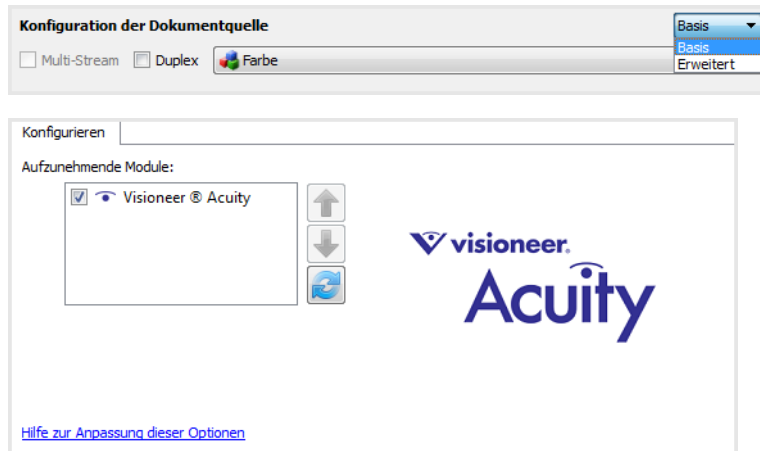 Konfiguration der Dokumentquelle Basis
Basis
Multi-Stream Duplex Farbe Erweitert
Konfigurieren
Aufzunehmende Module:
Visioneer ® Acuity
visioneer.
Acuity
Hilfe zur Anpassung dieser Optionen